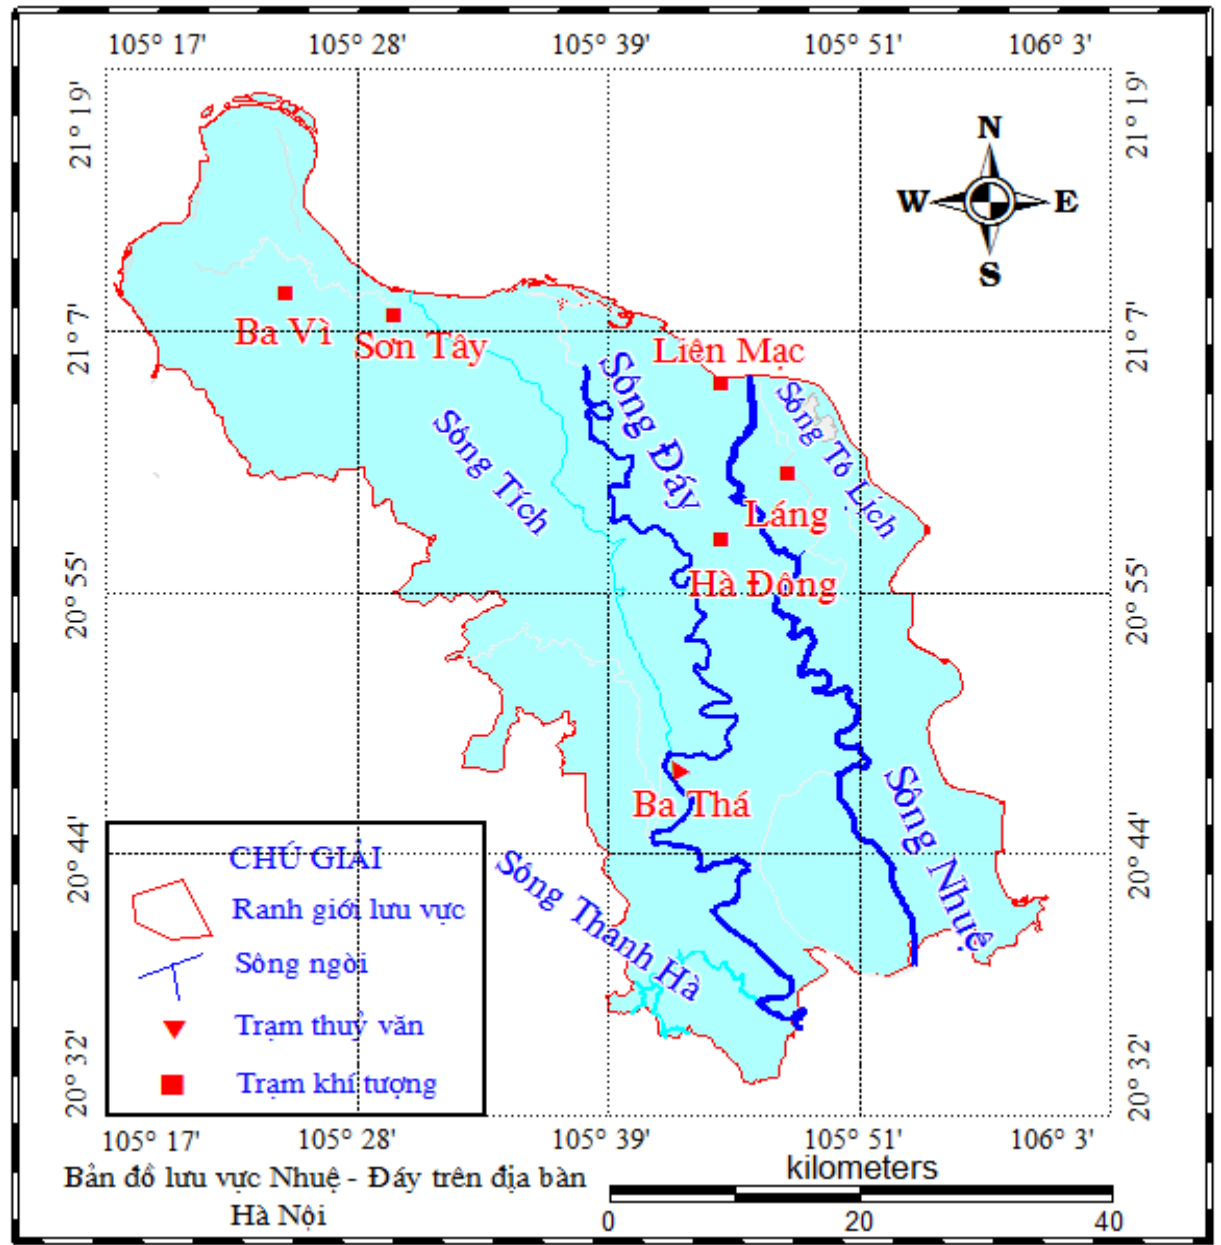 105° 17' 105° 28' 105° 39' 105° 51' 106° 3'
21° 19' 21° 19'
N
W E
S
21° 7' 21° 7'
Ba Vì
Sơn Tây
Liên Mạc
Sông Đáy
Sông Tô Lịch
Sông Tích
Láng
Hà Đông
20° 55' 20° 55'
Ba Thá
Sông Nhuệ
20° 44' 20° 44'
Sông Thanh Hà
CHÚ GIẢI
Ranh giới lưu vực
Sông ngòi
Trạm thuỷ văn
Trạm khí tượng
20° 32' 20° 32'
105° 17' 105° 28' 105° 39' 105° 51' 106° 3'
Bản đồ lưu vực Nhuệ - Đáy trên địa bàn
Hà Nội
kilometers
0 20 40